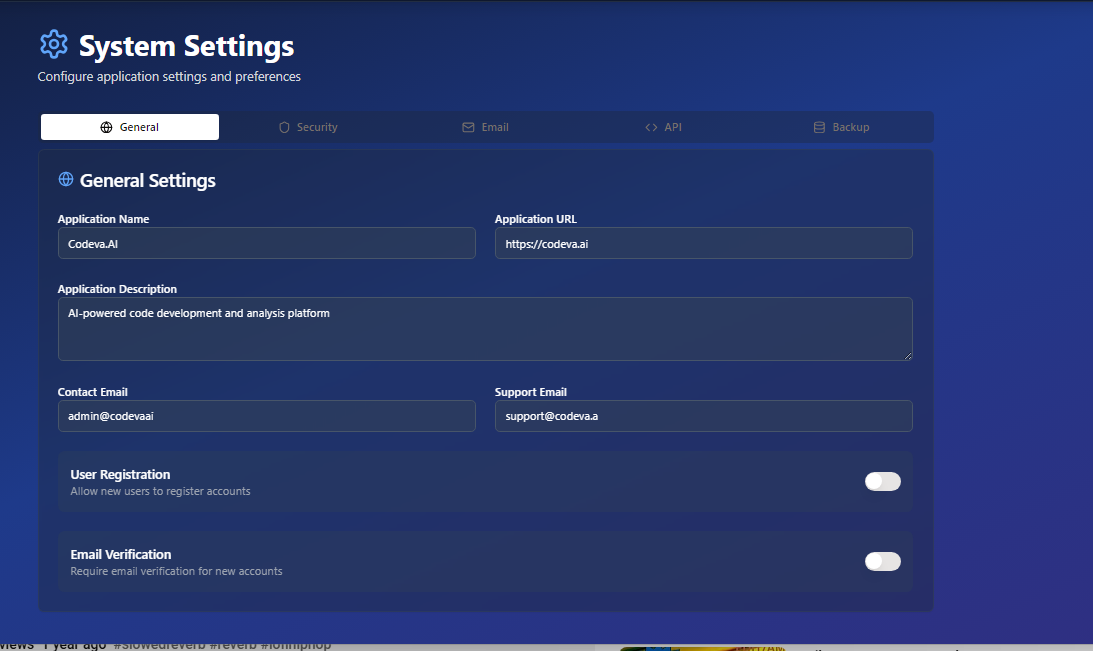 System Settings
Configure application settings and preferences
General
Security
Email
API
Backup
General Settings
Application Name
Application URL
Codeva.AI
https://codeva.ai
Application Description
AI-powered code development and analysis platform
Contact Email
Support Email
admin@codevaai
support@codeva.a
User Registration
Allow new users to register accounts
Email Verification
Require email verification for new accounts
views 1 year ago #slowedreverb #reverb #lofihiphop